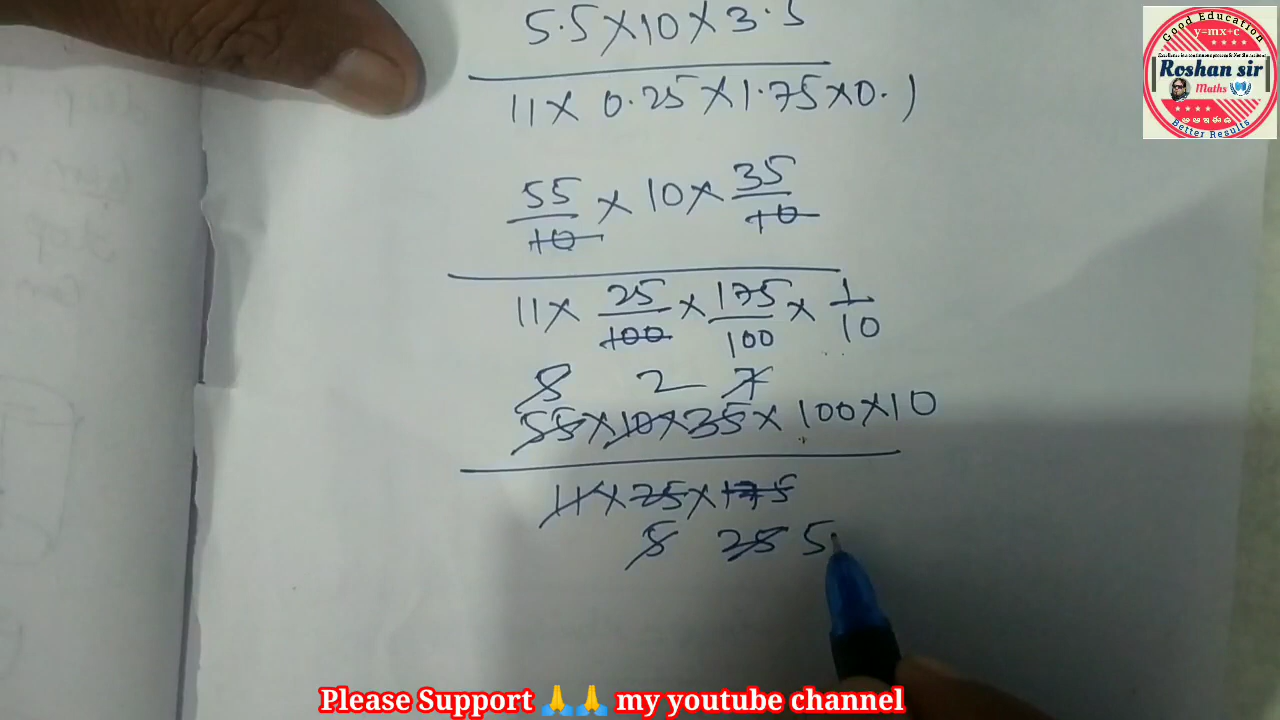 5.5×10×3.5
11× 0.25×1.75×0.1
55/10 × 10 × 35/10
11× 25/100 × 175/100 × 1/10
5 2 7
55×10×35× 100×10
11×25×175
5 25 5
Good Education
y=mx+c
Roshan sir
Maths
Better Results
Please Support 🙏🙏 my youtube channel